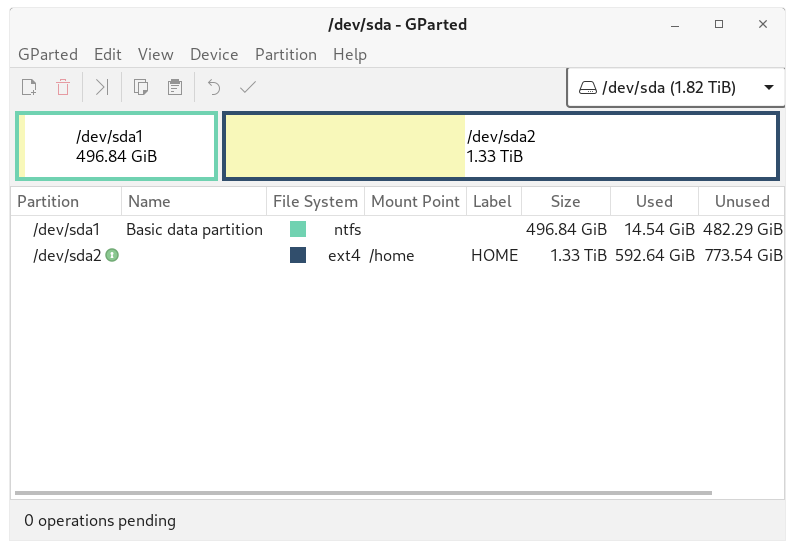 /dev/sda - GParted
GParted Edit View Device Partition Help
/dev/sda (1.82 TiB)
/dev/sda1
496.84 GiB
/dev/sda2
1.33 TiB
Partition Name File System Mount Point Label Size Used Unused
/dev/sda1 Basic data partition ntfs 496.84 GiB 14.54 GiB 482.29 GiB
/dev/sda2 ext4 /home HOME 1.33 TiB 592.64 GiB 773.54 GiB
0 operations pending